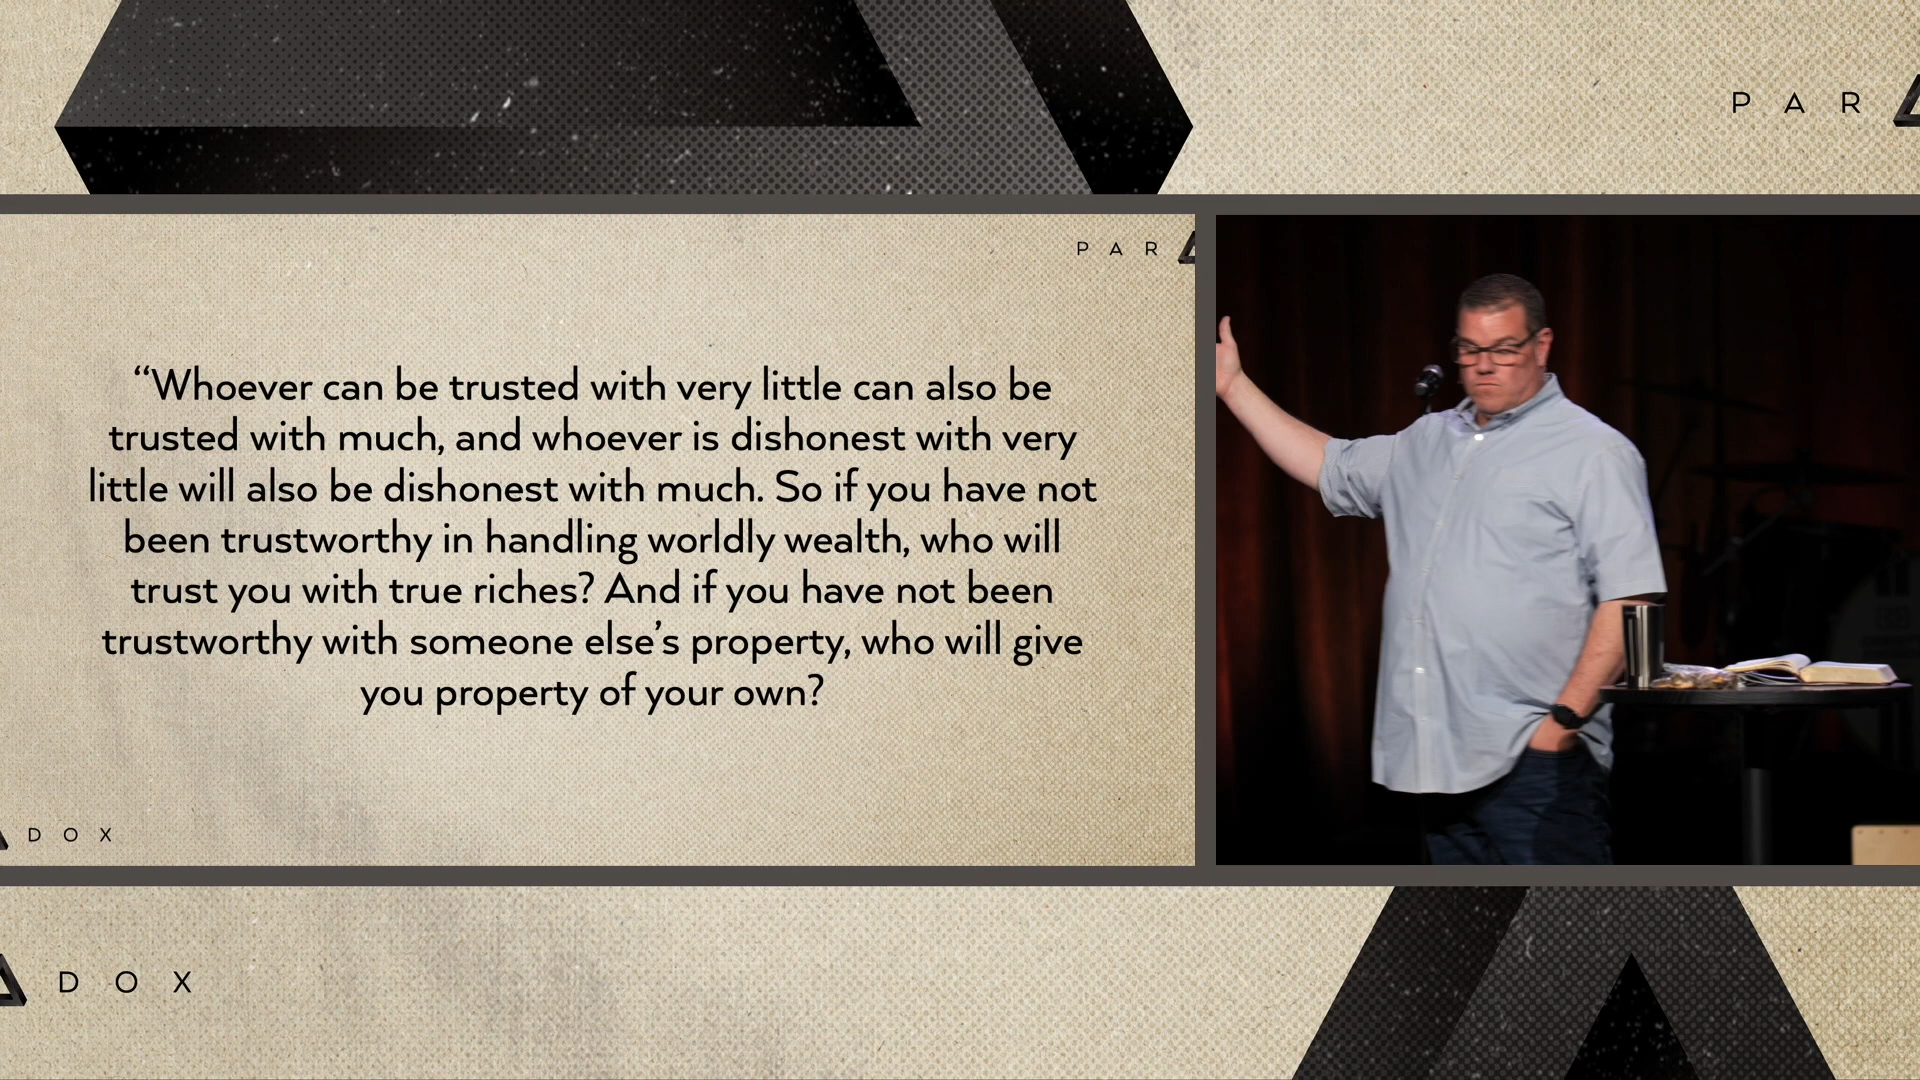 P A R
P A R
“Whoever can be trusted with very little can also be
trusted with much, and whoever is dishonest with very
little will also be dishonest with much. So if you have not
been trustworthy in handling worldly wealth, who will
trust you with true riches? And if you have not been
trustworthy with someone else’s property, who will give
you property of your own?
D O X
D O X